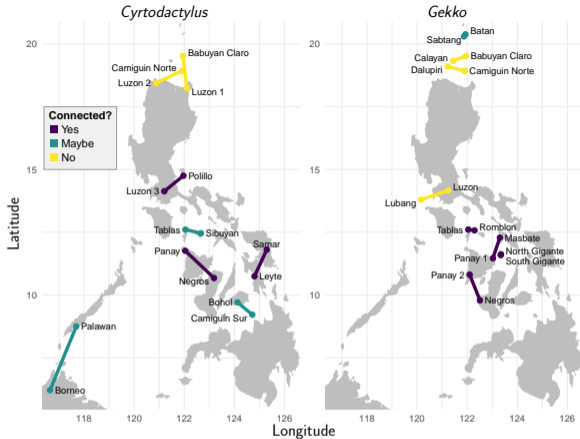 Cyrtodactylus
Gekko
Latitude
Longitude
20
15
10
118
120
122
124
126
118
120
122
124
126
Connected?
Yes
Maybe
No
Babuyan Claro
Camiguin Norte
Luzon 2
Luzon 1
Polillo
Luzon 3
Tablas
Sibuyan
Panay
Samar
Negros
Leyte
Bohol
Camiguin Sur
Palawan
Borneo
20
15
10
Batan
Sabtang
Calayan
Babuyan Claro
Dalupiri
Camiguin Norte
Luzon
Lubang
Tablas
Romblon
Masbate
Panay 1
North Gigante
South Gigante
Panay 2
Negros